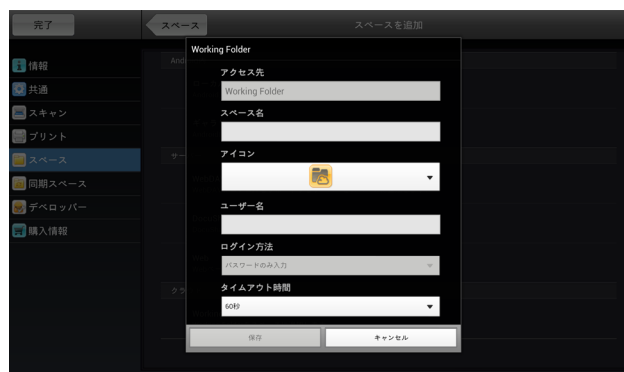 完了
スペース
スペースを追加
情報
共通
スキャン
プリント
スペース
同期スペース
デベロッパー
購入情報
Working Folder
アクセス先
Working Folder
スペース名
アイコン
ユーザー名
ログイン方法
パスワードのみ入力
タイムアウト時間
60秒
保存
キャンセル
Andr
サー
クラ